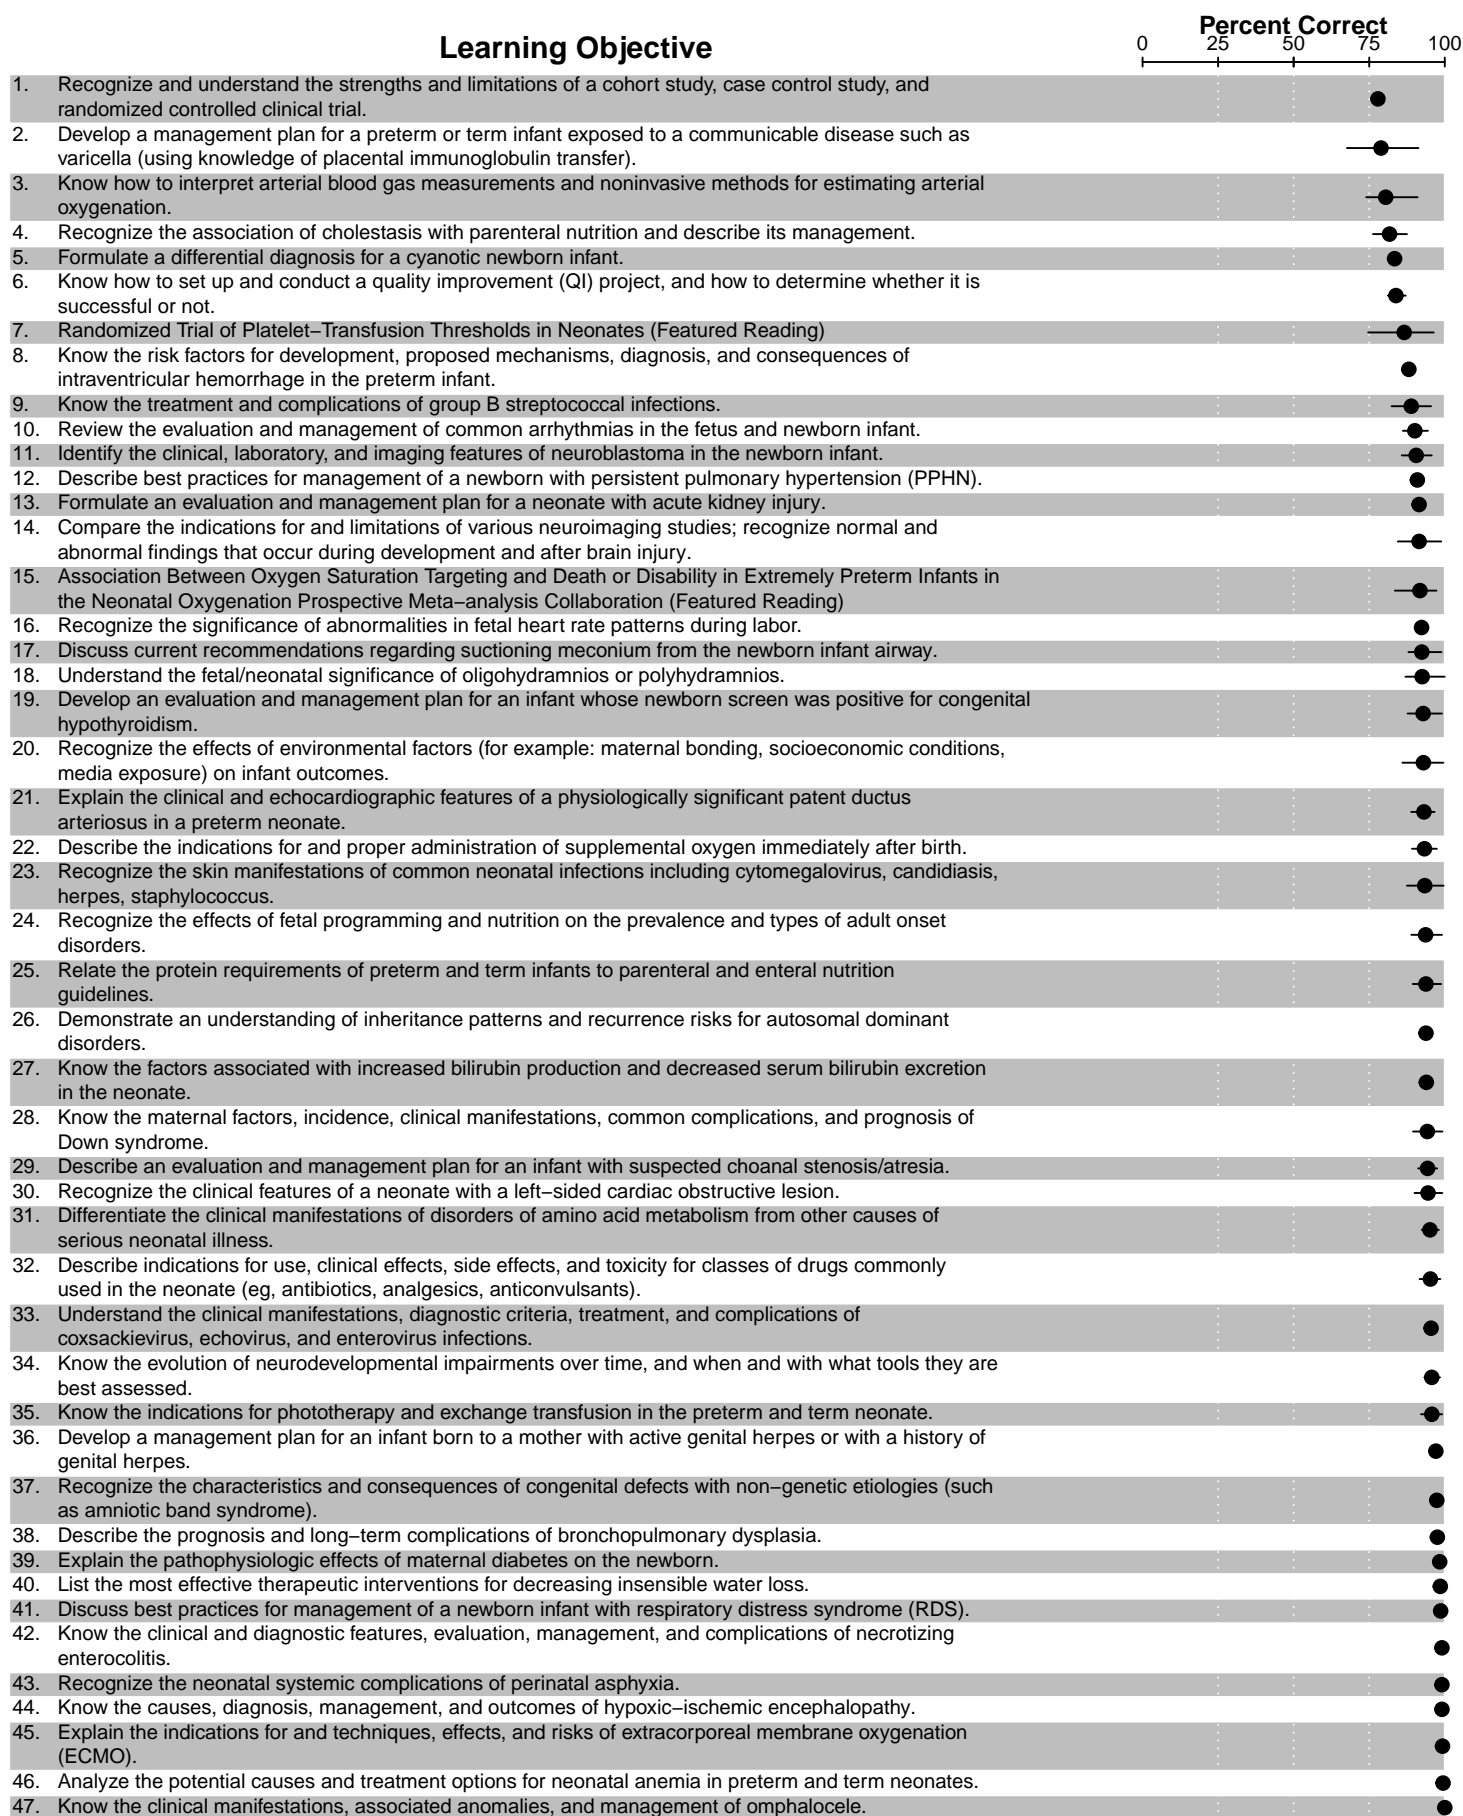 Learning Objective
Percent Correct
0 25 50 75 100
1. Recognize and understand the strengths and limitations of a cohort study, case control study, and
randomized controlled clinical trial.
2. Develop a management plan for a preterm or term infant exposed to a communicable disease such as
varicella (using knowledge of placental immunoglobulin transfer).
3. Know how to interpret arterial blood gas measurements and noninvasive methods for estimating arterial
oxygenation.
4. Recognize the association of cholestasis with parenteral nutrition and describe its management.
5. Formulate a differential diagnosis for a cyanotic newborn infant.
6. Know how to set up and conduct a quality improvement (QI) project, and how to determine whether it is
successful or not.
7. Randomized Trial of Platelet−Transfusion Thresholds in Neonates (Featured Reading)
8. Know the risk factors for development, proposed mechanisms, diagnosis, and consequences of
intraventricular hemorrhage in the preterm infant.
9. Know the treatment and complications of group B streptococcal infections.
10. Review the evaluation and management of common arrhythmias in the fetus and newborn infant.
11. Identify the clinical, laboratory, and imaging features of neuroblastoma in the newborn infant.
12. Describe best practices for management of a newborn with persistent pulmonary hypertension (PPHN).
13. Formulate an evaluation and management plan for a neonate with acute kidney injury.
14. Compare the indications for and limitations of various neuroimaging studies; recognize normal and
abnormal findings that occur during development and after brain injury.
15. Association Between Oxygen Saturation Targeting and Death or Disability in Extremely Preterm Infants in
the Neonatal Oxygenation Prospective Meta−analysis Collaboration (Featured Reading)
16. Recognize the significance of abnormalities in fetal heart rate patterns during labor.
17. Discuss current recommendations regarding suctioning meconium from the newborn infant airway.
18. Understand the fetal/neonatal significance of oligohydramnios or polyhydramnios.
19. Develop an evaluation and management plan for an infant whose newborn screen was positive for congenital
hypothyroidism.
20. Recognize the effects of environmental factors (for example: maternal bonding, socioeconomic conditions,
media exposure) on infant outcomes.
21. Explain the clinical and echocardiographic features of a physiologically significant patent ductus
arteriosus in a preterm neonate.
22. Describe the indications for and proper administration of supplemental oxygen immediately after birth.
23. Recognize the skin manifestations of common neonatal infections including cytomegalovirus, candidiasis,
herpes, staphylococcus.
24. Recognize the effects of fetal programming and nutrition on the prevalence and types of adult onset
disorders.
25. Relate the protein requirements of preterm and term infants to parenteral and enteral nutrition
guidelines.
26. Demonstrate an understanding of inheritance patterns and recurrence risks for autosomal dominant
disorders.
27. Know the factors associated with increased bilirubin production and decreased serum bilirubin excretion
in the neonate.
28. Know the maternal factors, incidence, clinical manifestations, common complications, and prognosis of
Down syndrome.
29. Describe an evaluation and management plan for an infant with suspected choanal stenosis/atresia.
30. Recognize the clinical features of a neonate with a left−sided cardiac obstructive lesion.
31. Differentiate the clinical manifestations of disorders of amino acid metabolism from other causes of
serious neonatal illness.
32. Describe indications for use, clinical effects, side effects, and toxicity for classes of drugs commonly
used in the neonate (eg, antibiotics, analgesics, anticonvulsants).
33. Understand the clinical manifestations, diagnostic criteria, treatment, and complications of
coxsackievirus, echovirus, and enterovirus infections.
34. Know the evolution of neurodevelopmental impairments over time, and when and with what tools they are
best assessed.
35. Know the indications for phototherapy and exchange transfusion in the preterm and term neonate.
36. Develop a management plan for an infant born to a mother with active genital herpes or with a history of
genital herpes.
37. Recognize the characteristics and consequences of congenital defects with non−genetic etiologies (such
as amniotic band syndrome).
38. Describe the prognosis and long−term complications of bronchopulmonary dysplasia.
39. Explain the pathophysiologic effects of maternal diabetes on the newborn.
40. List the most effective therapeutic interventions for decreasing insensible water loss.
41. Discuss best practices for management of a newborn infant with respiratory distress syndrome (RDS).
42. Know the clinical and diagnostic features, evaluation, management, and complications of necrotizing
enterocolitis.
43. Recognize the neonatal systemic complications of perinatal asphyxia.
44. Know the causes, diagnosis, management, and outcomes of hypoxic−ischemic encephalopathy.
45. Explain the indications for and techniques, effects, and risks of extracorporeal membrane oxygenation
(ECMO).
46. Analyze the potential causes and treatment options for neonatal anemia in preterm and term neonates.
47. Know the clinical manifestations, associated anomalies, and management of omphalocele.